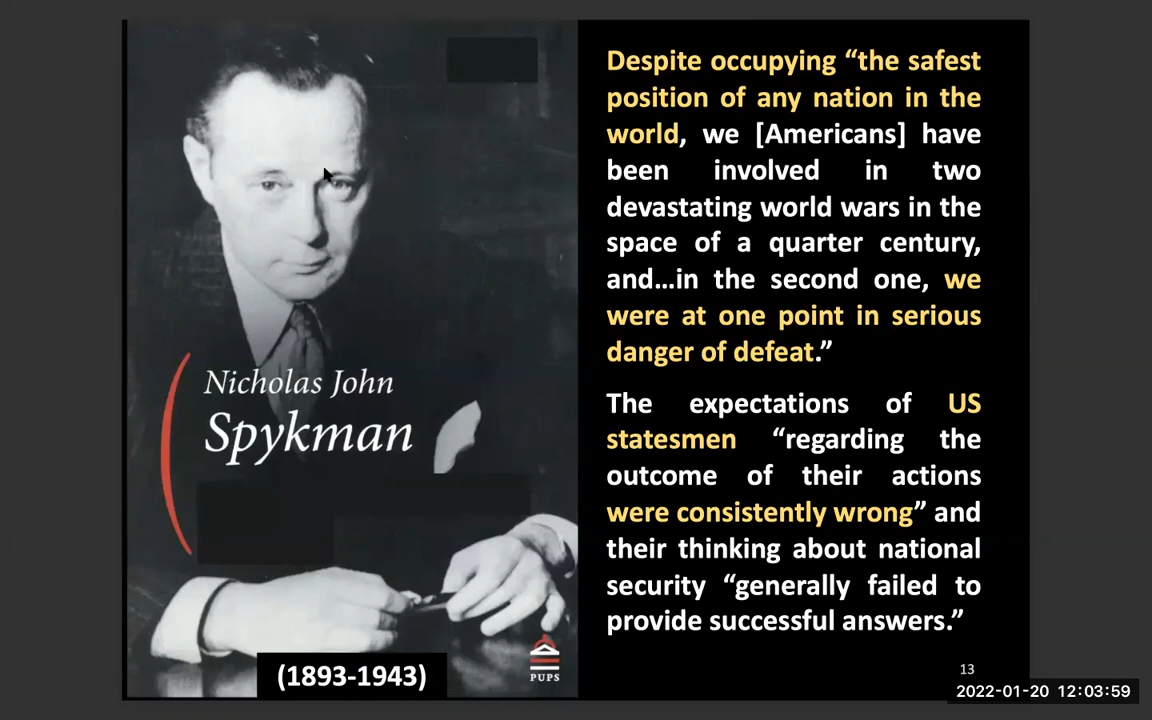 Nicholas John
Spykman
(1893-1943)
PUPS
Despite occupying “the safest
position of any nation in the
world, we [Americans] have
been involved in two
devastating world wars in the
space of a quarter century,
and…in the second one, we
were at one point in serious
danger of defeat.”
The expectations of US
statesmen “regarding the
outcome of their actions
were consistently wrong” and
their thinking about national
security “generally failed to
provide successful answers.”
13
2022-01-20 12:03:59